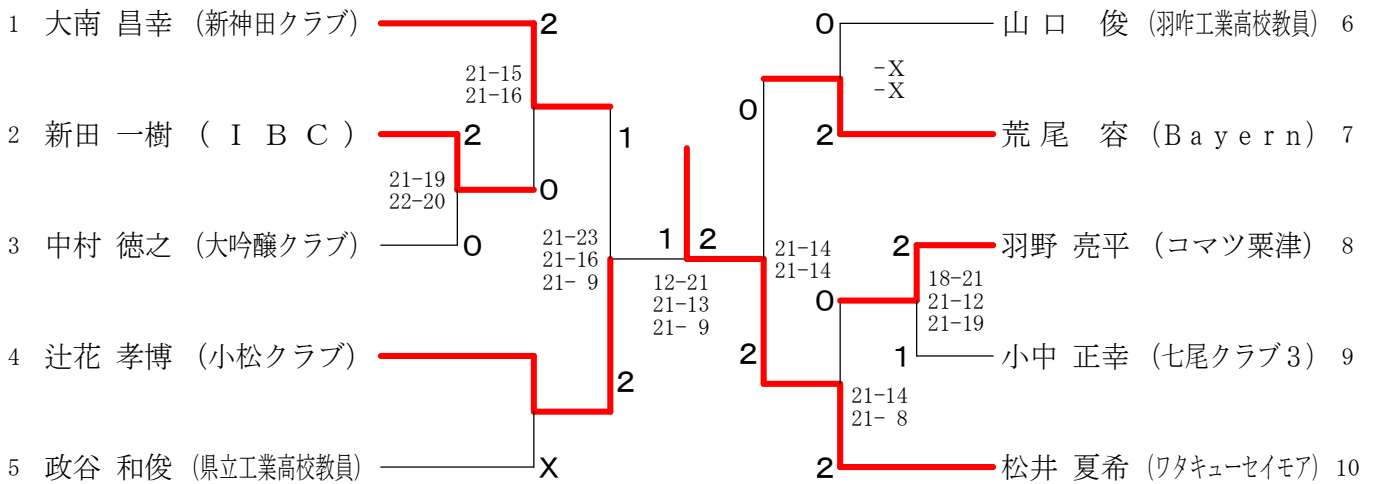 1 大南 昌幸 (新神田クラブ)
2
21-15
21-16
2 新田 一樹 (ＩＢＣ)
2
21-19
22-20
0
3 中村 徳之 (大吟醸クラブ)
0
1
21-23
21-16
21- 9
4 辻花 孝博 (小松クラブ)
2
5 政谷 和俊 (県立工業高校教員)
X
1 2
12-21
21-13
21- 9
0 山口 俊 (羽咋工業高校教員) 6
-X
-X
0
2 荒尾 容 (Bayern) 7
21-14
21-14
2 羽野 亮平 (コマツ粟津) 8
18-21
21-12
21-19
0
1 小中 正幸 (七尾クラブ3) 9
2
21-14
21- 8
2 松井 夏希 (ワタキューセイモア) 10